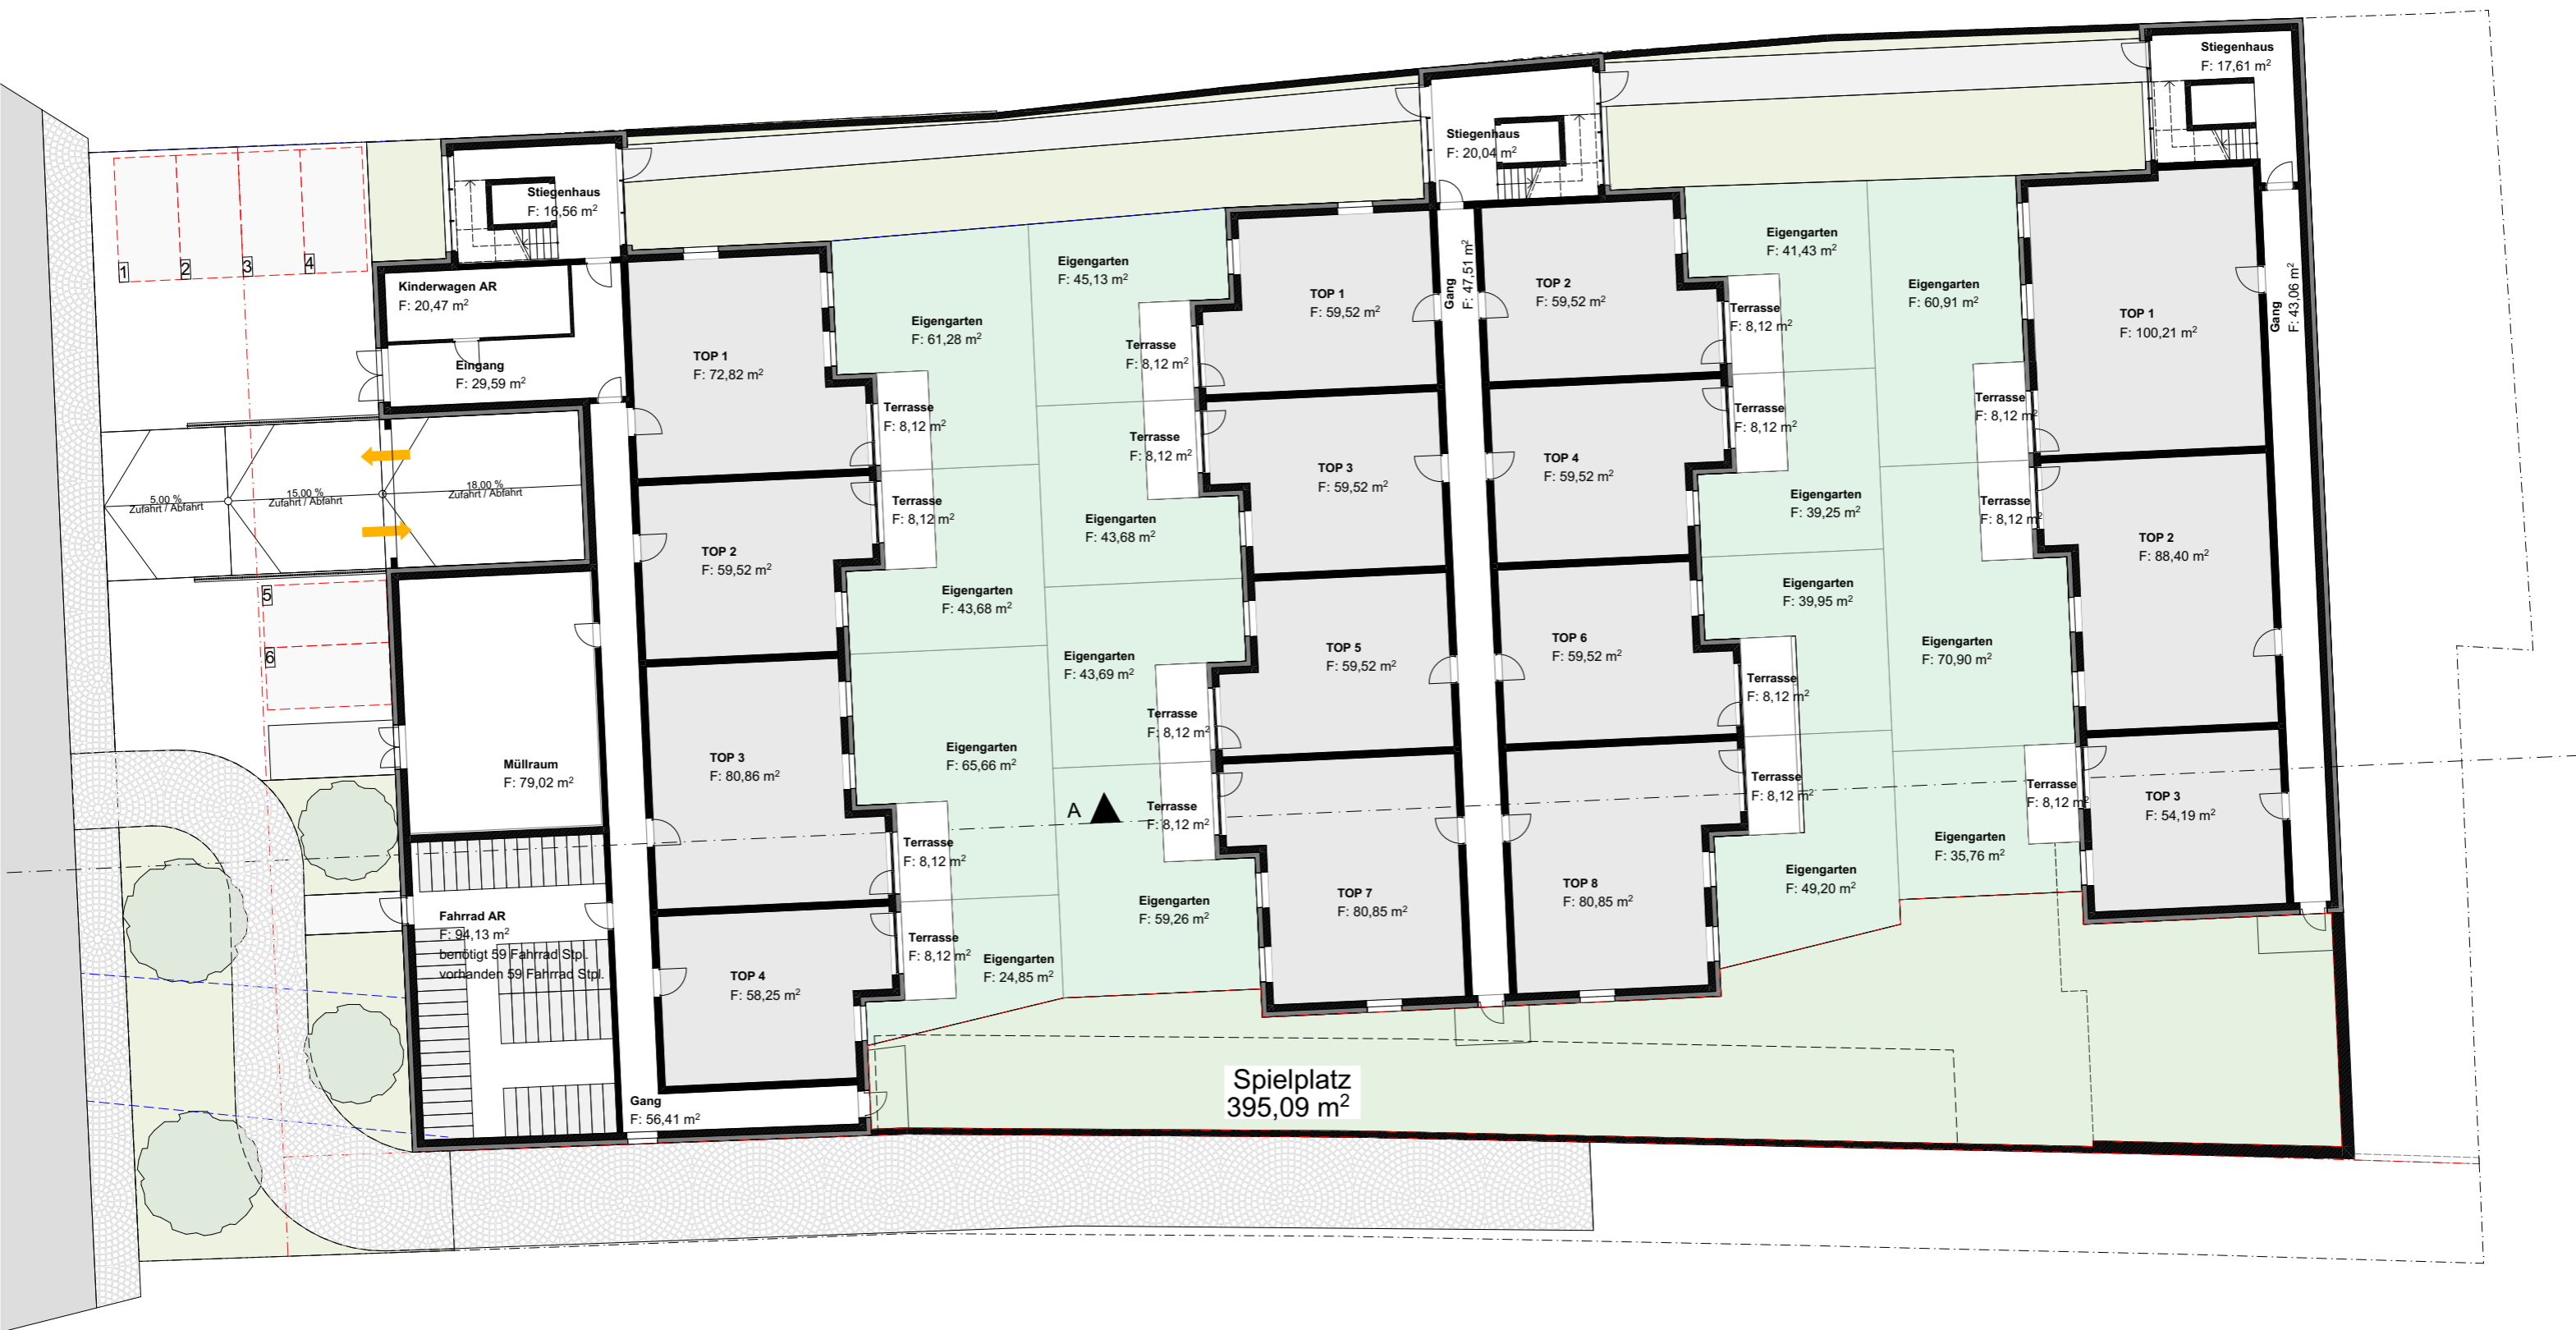 Stiegenhaus
F: 17,61 m²
Stiegenhaus
F: 20,04 m²
Stiegenhaus
F: 16,56 m²
1
2
3
4
Kinderwagen AR
F: 20,47 m²
Eingang
F: 29,59 m²
5,00 %
Zufahrt / Abfahrt
15,00 %
Zufahrt / Abfahrt
18,00 %
Zufahrt / Abfahrt
5
6
Müllraum
F: 79,02 m²
Fahrrad AR
F: 94,13 m²
benötigt 59 Fahrrad Stpl.
vorhanden 59 Fahrrad Stpl.
Gang
F: 56,41 m²
TOP 1
F: 72,82 m²
TOP 2
F: 59,52 m²
TOP 3
F: 80,86 m²
TOP 4
F: 58,25 m²
Terrasse
F: 8,12 m²
Terrasse
F: 8,12 m²
Terrasse
F: 8,12 m²
Terrasse
F: 8,12 m²
Eigengarten
F: 61,28 m²
Eigengarten
F: 43,68 m²
Eigengarten
F: 65,66 m²
Eigengarten
F: 24,85 m²
Eigengarten
F: 45,13 m²
Eigengarten
F: 43,68 m²
Eigengarten
F: 43,69 m²
Eigengarten
F: 59,26 m²
A
Terrasse
F: 8,12 m²
Terrasse
F: 8,12 m²
Terrasse
F: 8,12 m²
Terrasse
F: 8,12 m²
TOP 1
F: 59,52 m²
TOP 3
F: 59,52 m²
TOP 5
F: 59,52 m²
TOP 7
F: 80,85 m²
Gang
F: 47,51 m²
TOP 2
F: 59,52 m²
TOP 4
F: 59,52 m²
TOP 6
F: 59,52 m²
TOP 8
F: 80,85 m²
Terrasse
F: 8,12 m²
Terrasse
F: 8,12 m²
Terrasse
F: 8,12 m²
Terrasse
F: 8,12 m²
Eigengarten
F: 41,43 m²
Eigengarten
F: 39,25 m²
Eigengarten
F: 39,95 m²
Eigengarten
F: 49,20 m²
Eigengarten
F: 60,91 m²
Eigengarten
F: 70,90 m²
Eigengarten
F: 35,76 m²
Terrasse
F: 8,12 m²
Terrasse
F: 8,12 m²
Terrasse
F: 8,12 m²
TOP 1
F: 100,21 m²
TOP 2
F: 88,40 m²
TOP 3
F: 54,19 m²
Gang
F: 43,06 m²
Spielplatz
395,09 m²